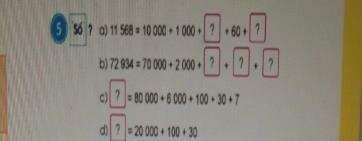 5 Số ? a) 11 568 = 10 000 + 1 000 + ? + 60 + ?
b) 72 934 = 70 000 + 2 000 + ? + ? + ?
c) ? = 80 000 + 6 000 + 100 + 30 + 7
d) ? = 20 000 + 100 + 30